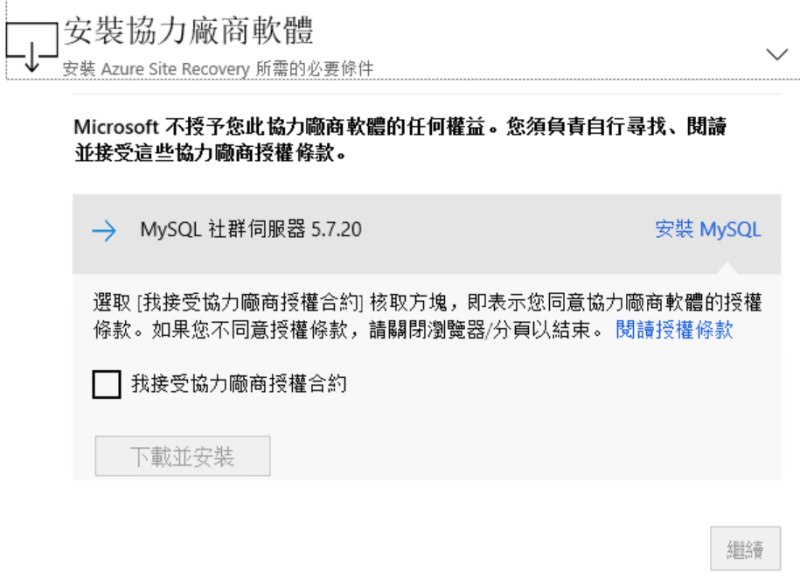 安裝協力廠商軟體
安裝 Azure Site Recovery 所需的必要條件
Microsoft 不授予您此協力廠商軟體的任何權益。您須負責自行尋找、閱讀
並接受這些協力廠商授權條款。
MySQL 社群伺服器 5.7.20 安裝 MySQL
選取 [我接受協力廠商授權合約] 核取方塊，即表示您同意協力廠商軟體的授權
條款。如果您不同意授權條款，請關閉瀏覽器/分頁以結束。 閱讀授權條款
我接受協力廠商授權合約
下載並安裝
繼續